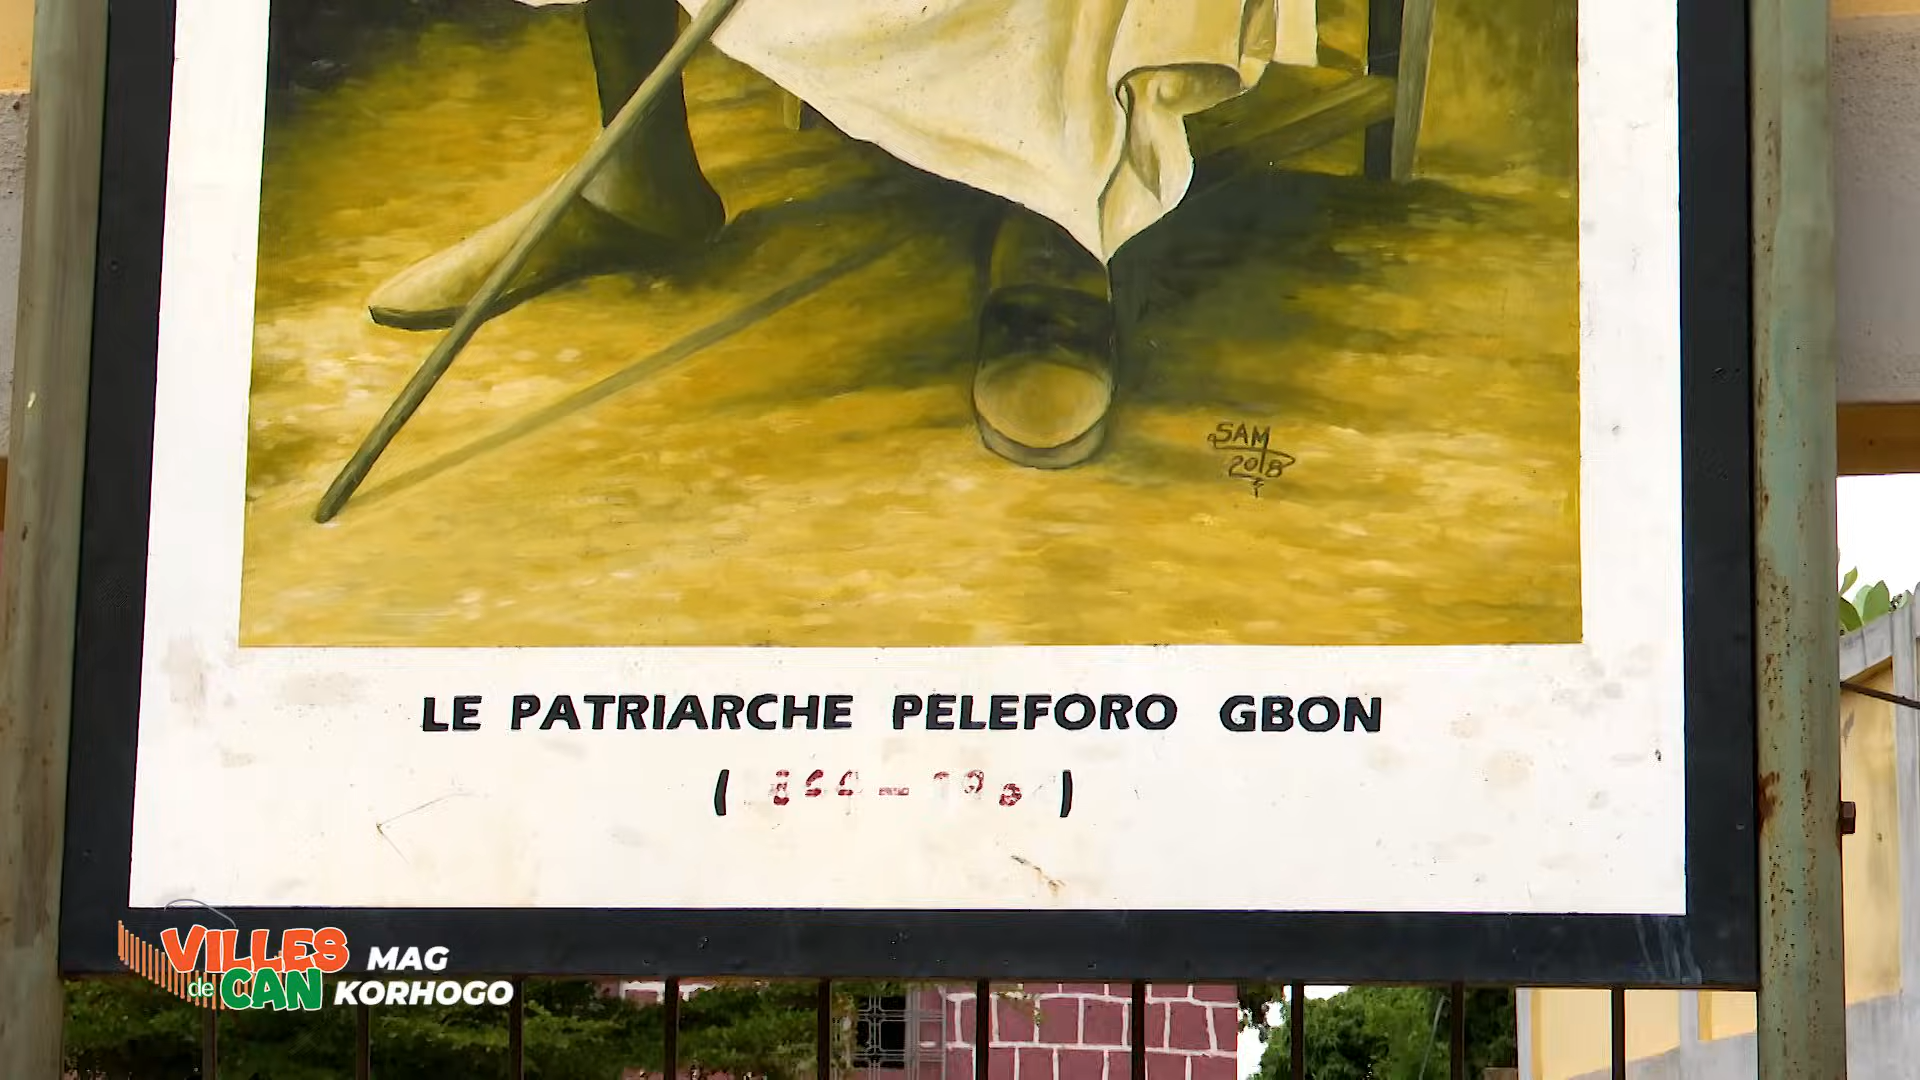 SAM
2018
LE PATRIARCHE PELEFORO GBON
VILLES
de CAN
MAG
KORHOGO